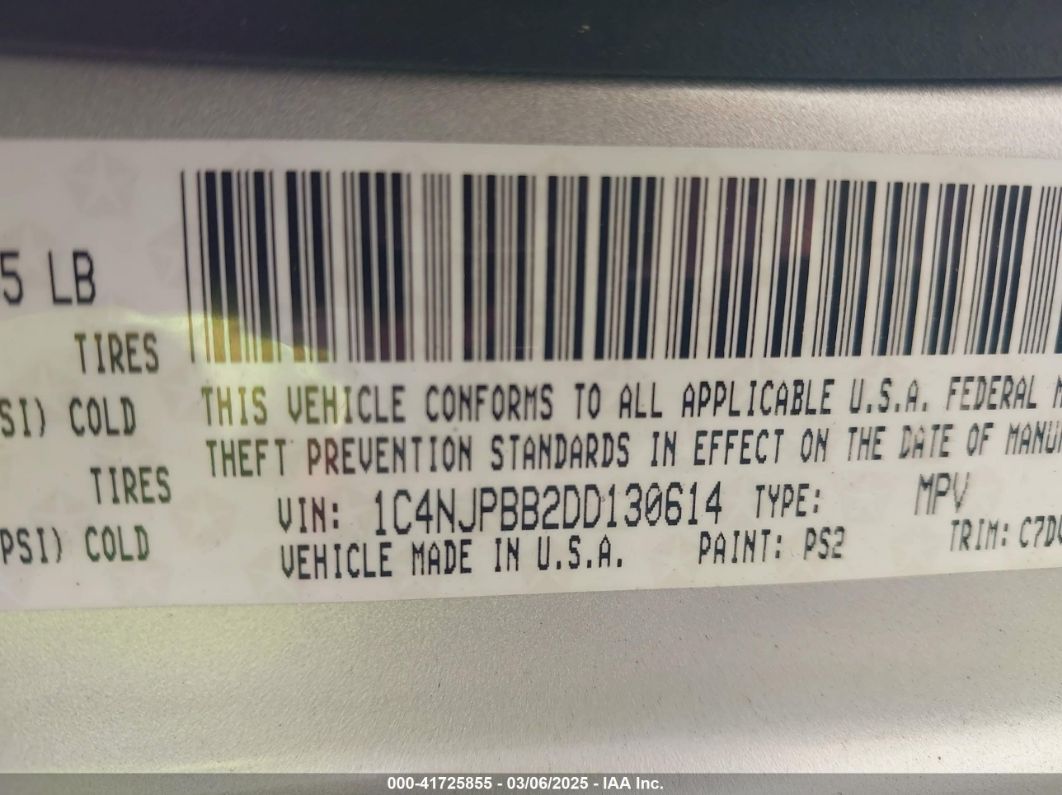 5 LB
TIRES
SI) COLD
TIRES
PSI) COLD
THIS VEHICLE CONFORMS TO ALL APPLICABLE U.S.A. FEDERAL
THEFT PREVENTION STANDARDS IN EFFECT ON THE DATE OF MANU
VIN: 1C4NJPBB2DD130614 TYPE: MPV
VEHICLE MADE IN U.S.A. PAINT: PS2 TRIM: C7D
000-41725855 - 03/06/2025 - IAA Inc.